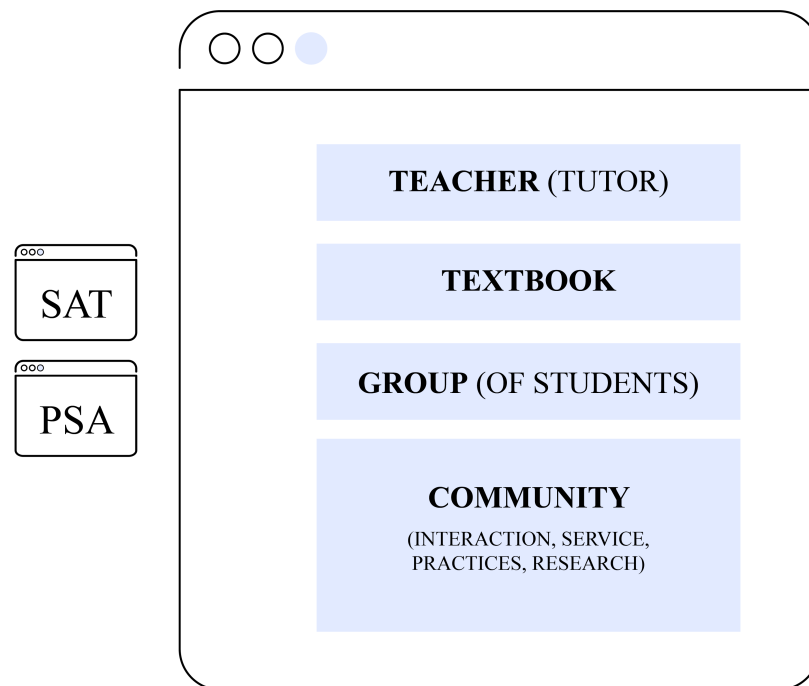 SAT
PSA
TEACHER (TUTOR)
TEXTBOOK
GROUP (OF STUDENTS)
COMMUNITY
(INTERACTION, SERVICE,
PRACTICES, RESEARCH)